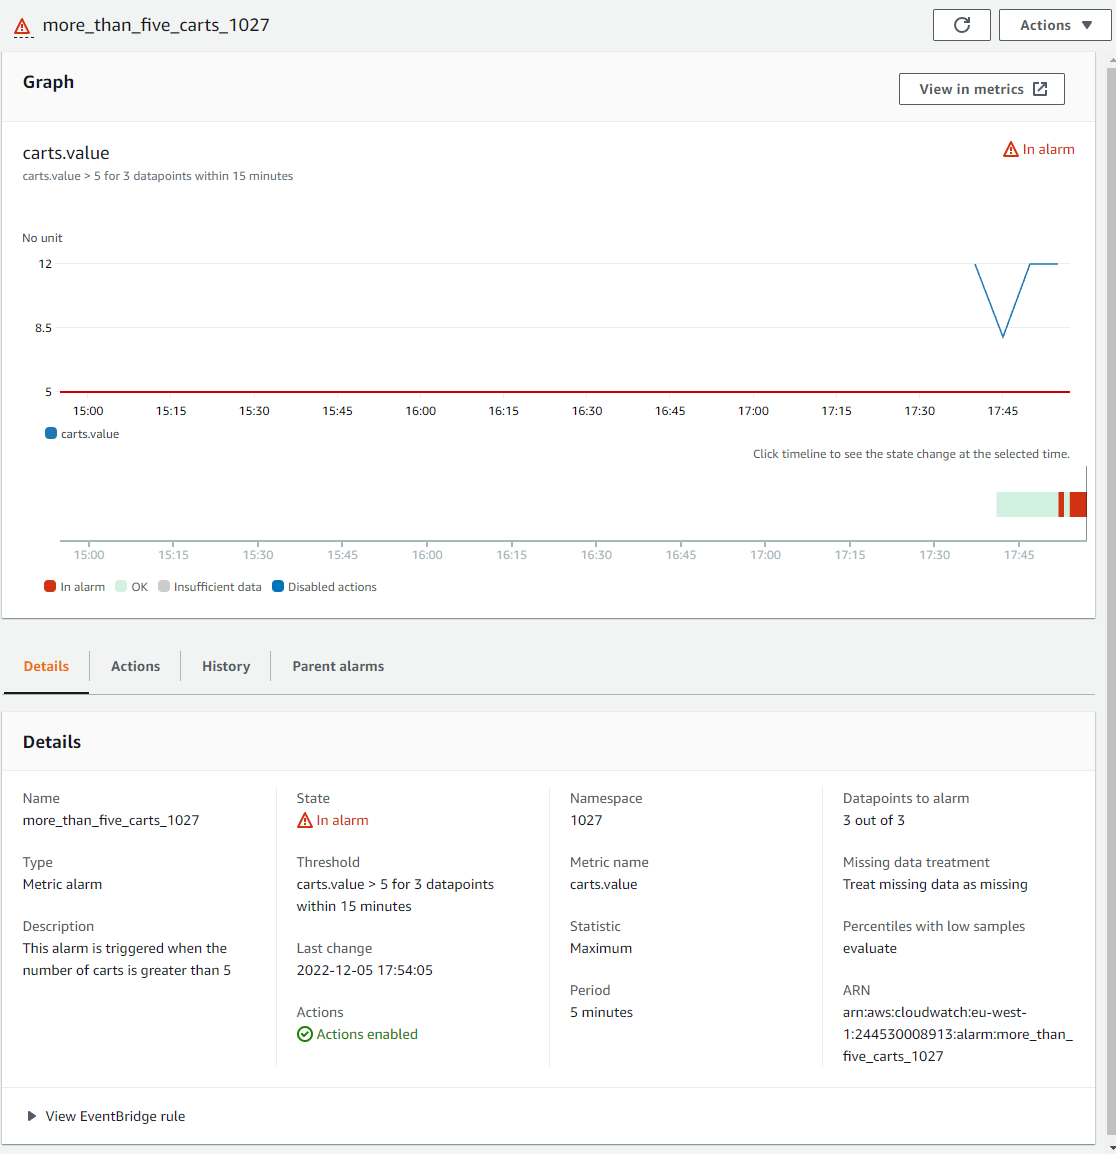 more_than_five_carts_1027
Actions
Graph
View in metrics
carts.value
In alarm
carts.value > 5 for 3 datapoints within 15 minutes
No unit
12
8.5
5
15:00 15:15 15:30 15:45 16:00 16:15 16:30 16:45 17:00 17:15 17:30 17:45
carts.value
Click timeline to see the state change at the selected time.
15:00 15:15 15:30 15:45 16:00 16:15 16:30 16:45 17:00 17:15 17:30 17:45
In alarm OK Insufficient data Disabled actions
Details Actions History Parent alarms
Details
Name
more_than_five_carts_1027
Type
Metric alarm
Description
This alarm is triggered when the
number of carts is greater than 5
State
In alarm
Threshold
carts.value > 5 for 3 datapoints
within 15 minutes
Last change
2022-12-05 17:54:05
Actions
Actions enabled
Namespace
1027
Metric name
carts.value
Statistic
Maximum
Period
5 minutes
Datapoints to alarm
3 out of 3
Missing data treatment
Treat missing data as missing
Percentiles with low samples
evaluate
ARN
arn:aws:cloudwatch:eu-west-
1:244530008913:alarm:more_than_
five_carts_1027
View EventBridge rule